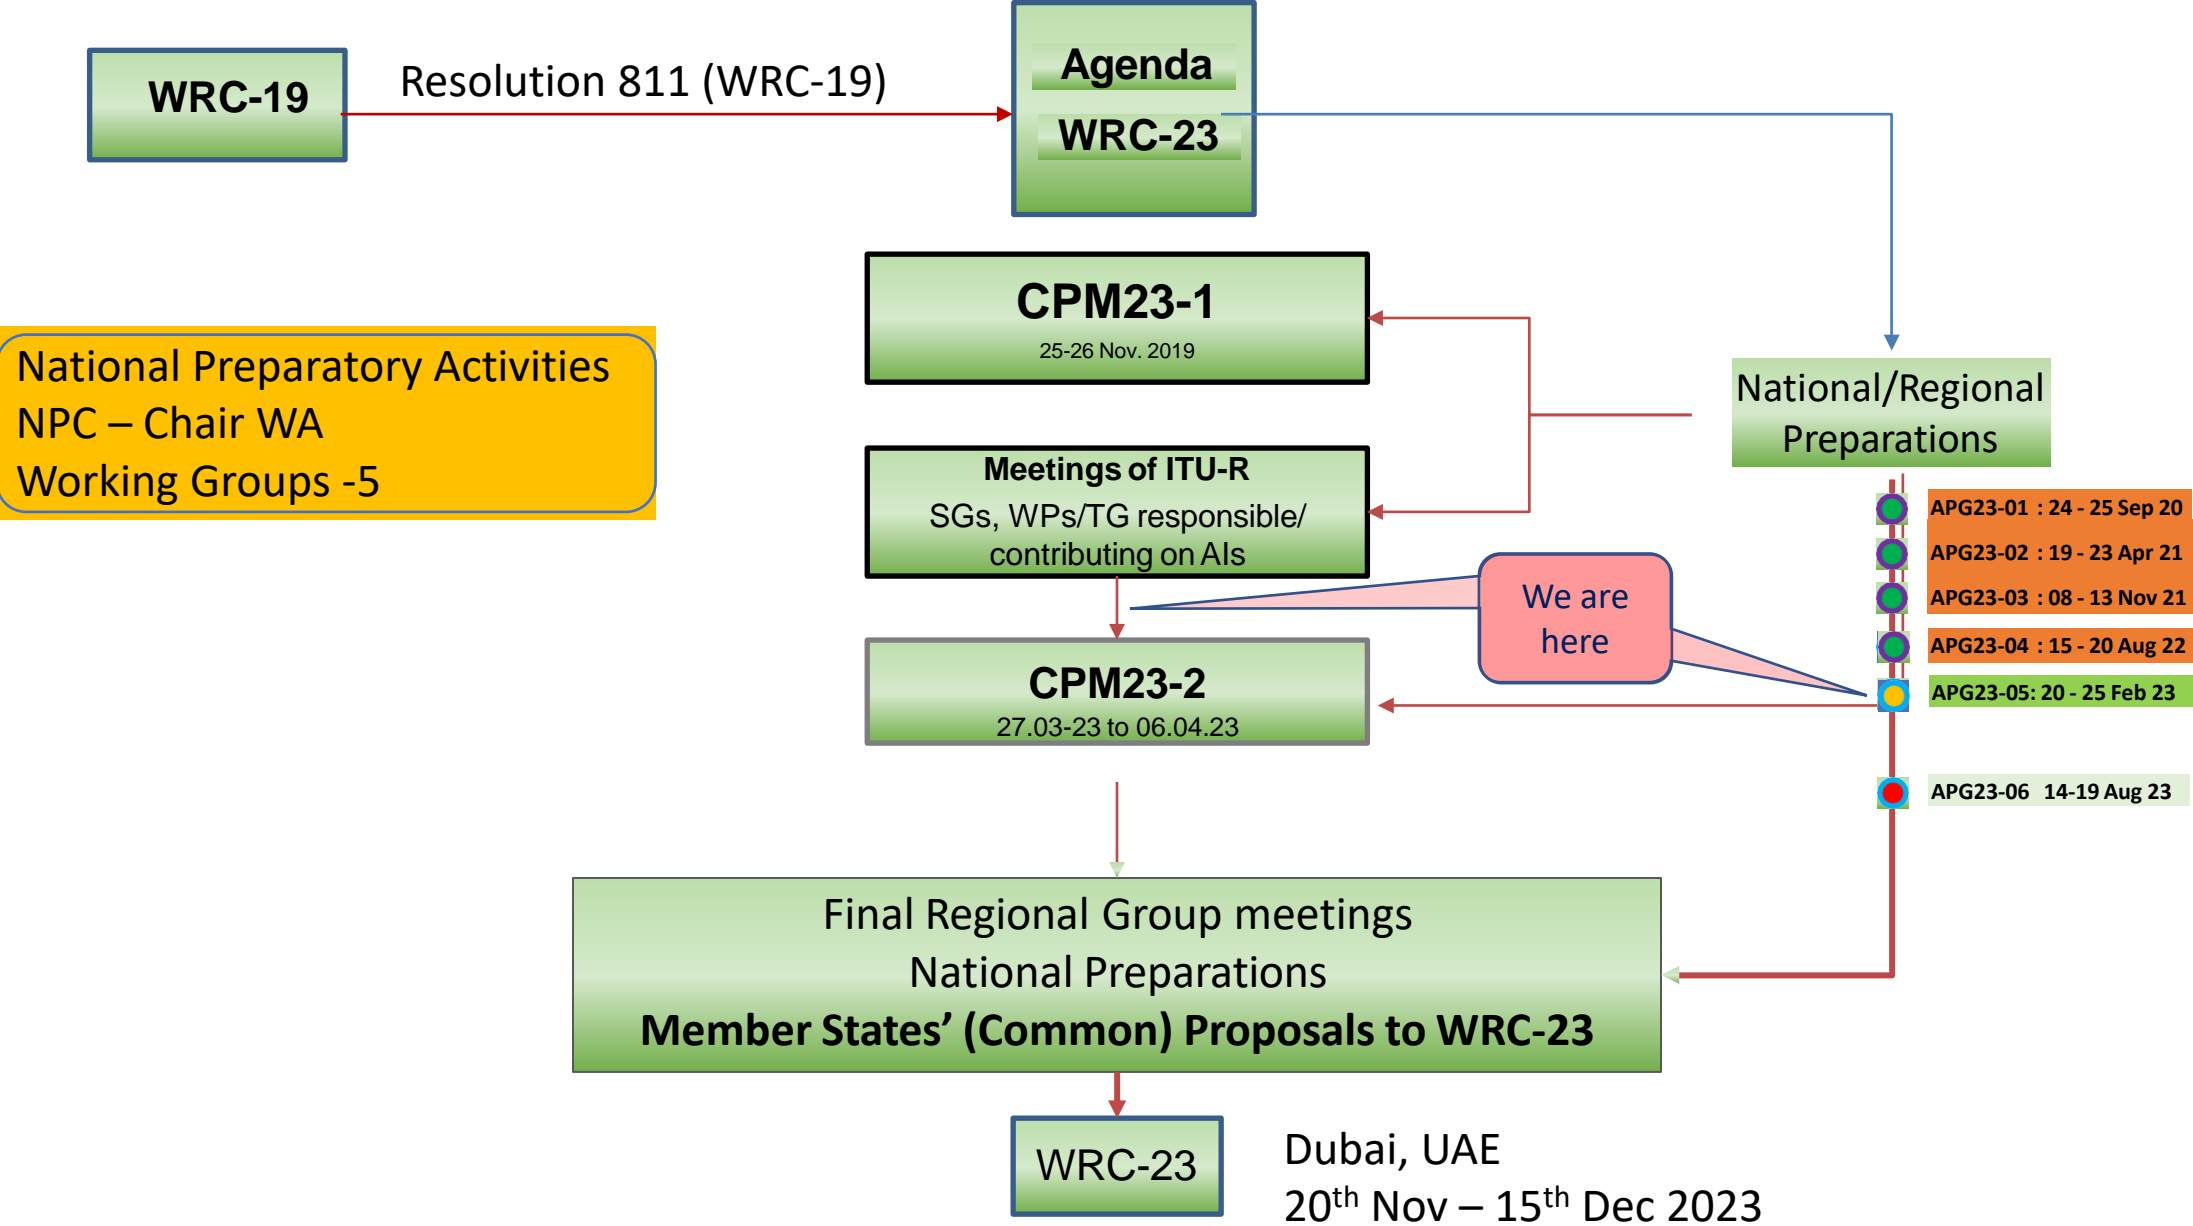 WRC-19
Resolution 811 (WRC-19)
Agenda
WRC-23
CPM23-1
25-26 Nov. 2019
National Preparatory Activities
NPC – Chair WA
Working Groups -5
National/Regional
Preparations
Meetings of ITU-R
SGs, WPs/TG responsible/
contributing on AIs
APG23-01 : 24 - 25 Sep 20
APG23-02 : 19 - 23 Apr 21
APG23-03 : 08 - 13 Nov 21
APG23-04 : 15 - 20 Aug 22
APG23-05: 20 - 25 Feb 23
APG23-06 14-19 Aug 23
We are
here
CPM23-2
27.03-23 to 06.04.23
Final Regional Group meetings
National Preparations
Member States’ (Common) Proposals to WRC-23
WRC-23
Dubai, UAE
20th Nov – 15th Dec 2023